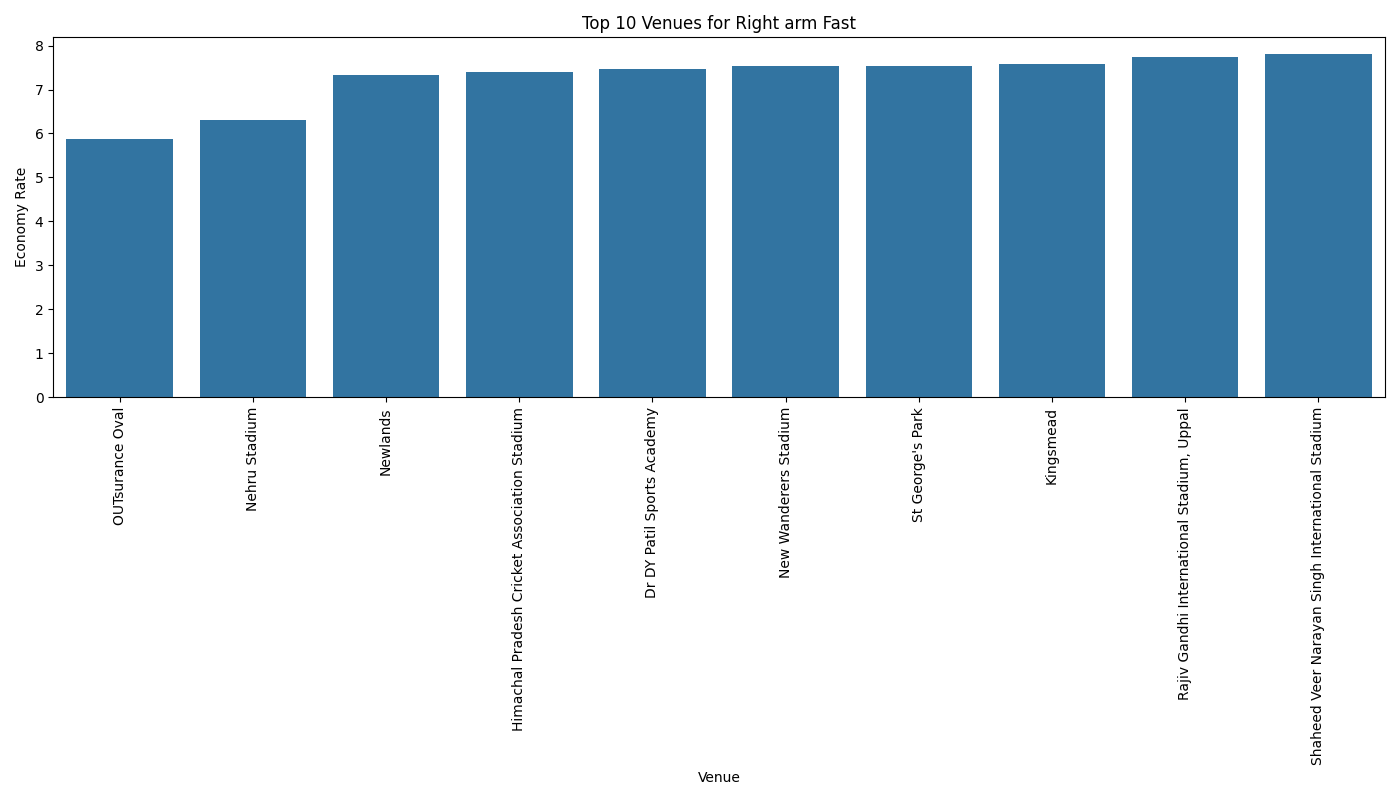 Top 10 Venues for Right arm Fast
Economy Rate
8
7
6
5
4
3
2
1
0
OUTsurance Oval
Nehru Stadium
Newlands
Himachal Pradesh Cricket Association Stadium
Dr DY Patil Sports Academy
New Wanderers Stadium
St George's Park
Kingsmead
Rajiv Gandhi International Stadium, Uppal
Shaheed Veer Narayan Singh International Stadium
Venue